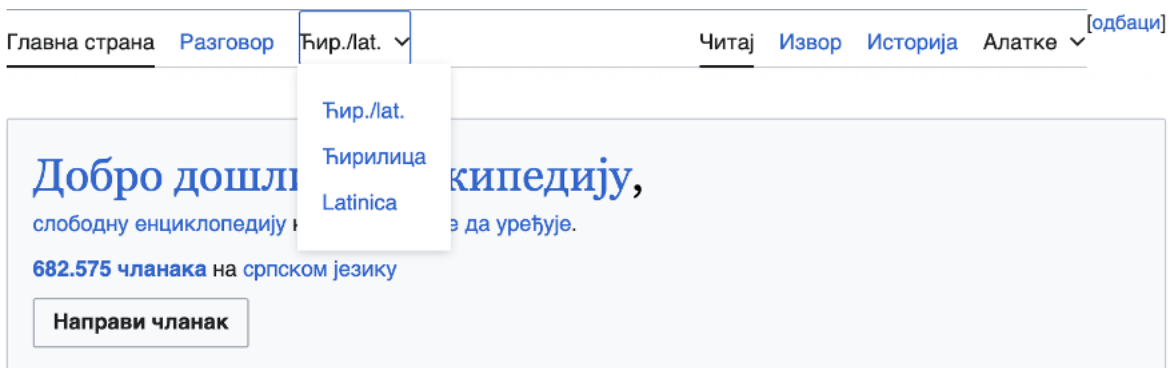 [одбаци]
Главна страна Разговор Ћир./lat. Читај Извор Историја Алатке
Ћир./lat.
Ћирилица
Latinica
Добро кипедију,
слободну енциклопедију да уређује.
682.575 чланака на српском језику
Направи чланак